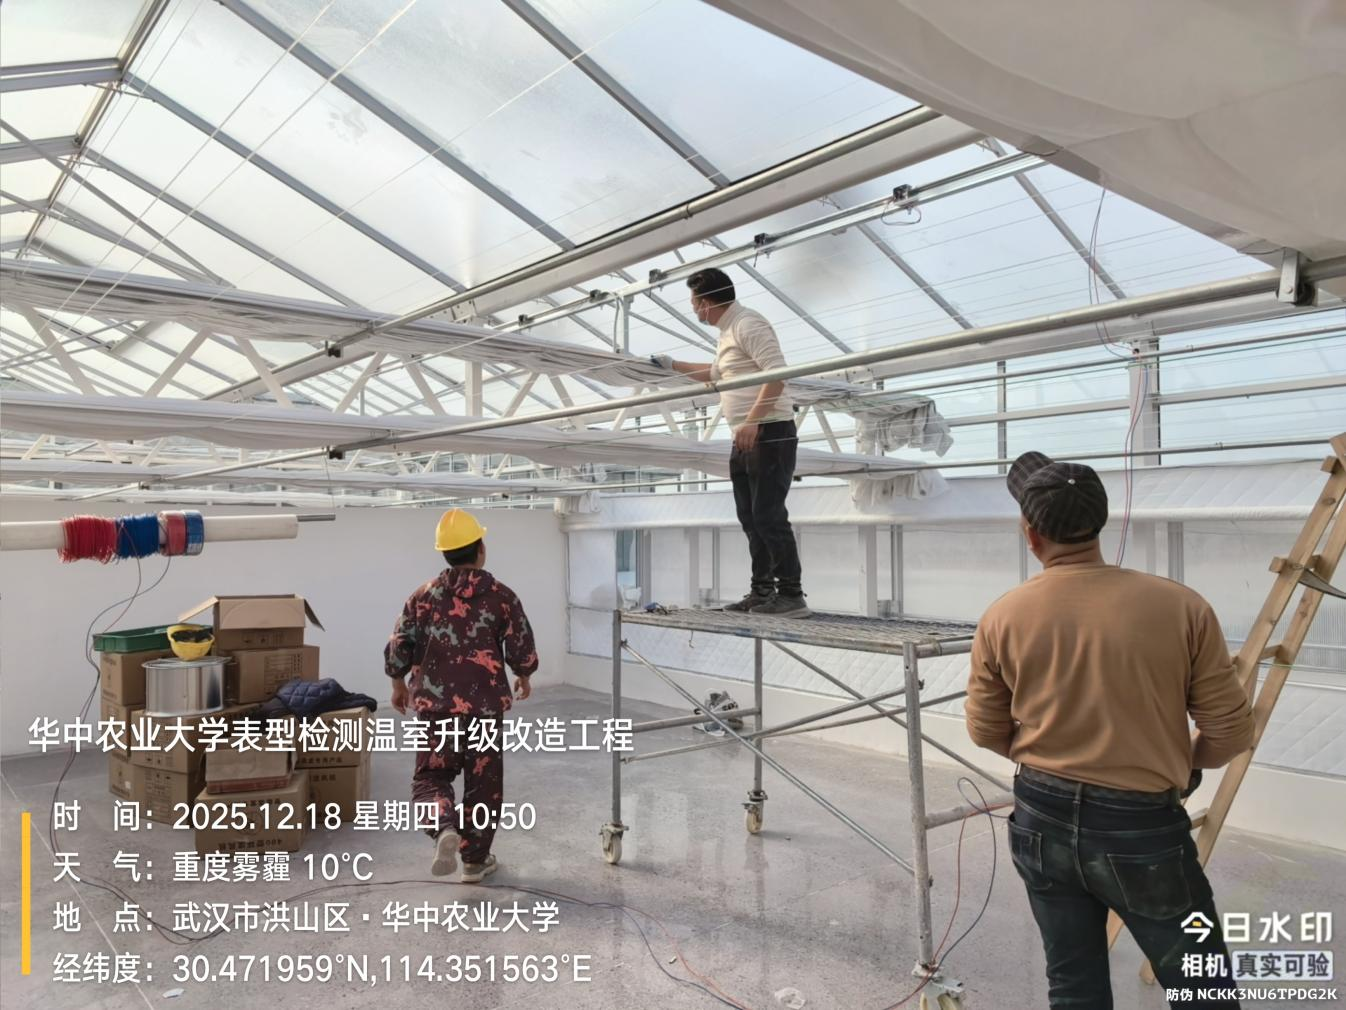 华中农业大学表型检测温室升级改造工程
时 间：2025.12.18 星期四 10:50
天 气：重度雾霾 10℃
地 点：武汉市洪山区·华中农业大学
经纬度：30.471959°N,114.351563°E
今日水印
相机 真实可验
防伪 NCKK3NU6TPDG2K